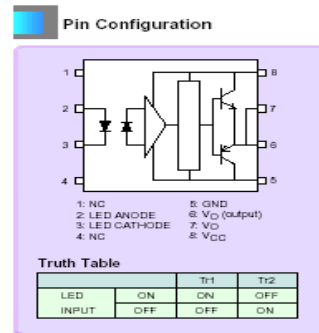 Pin Configuration
1 8
2 7
3 6
4 5
1: NC 5: GND
2: LED ANODE 6: VO (output)
3: LED CATHODE 7: VO
4: NC 8: VCC
Truth Table
Tr1 Tr2
LED ON ON OFF
INPUT OFF OFF ON